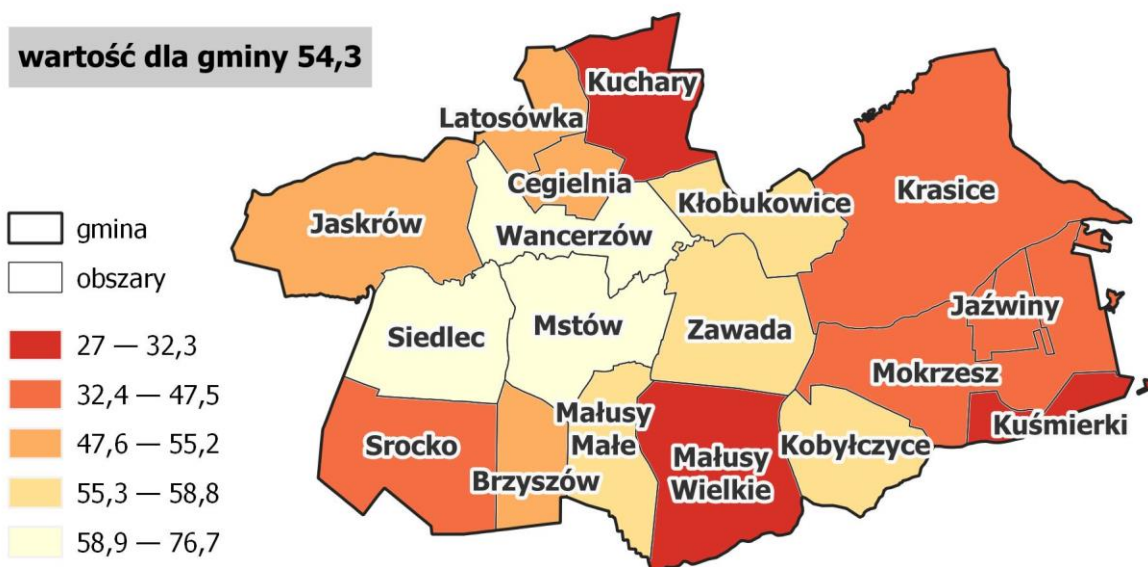 wartość dla gminy 54,3
Kuchary
Latosówka
Cegielnia
Krasice
Kłobukowice
Jaskrów
Wancerzów
Jaźwiny
Siedlec
Mstów
Zawada
Mokrzesz
Małusy
Małe
Kuśmierki
Srocko
Kobyłczyce
Brzyszów
Małusy
Wielkie
gmina
obszary
27 — 32,3
32,4 — 47,5
47,6 — 55,2
55,3 — 58,8
58,9 — 76,7